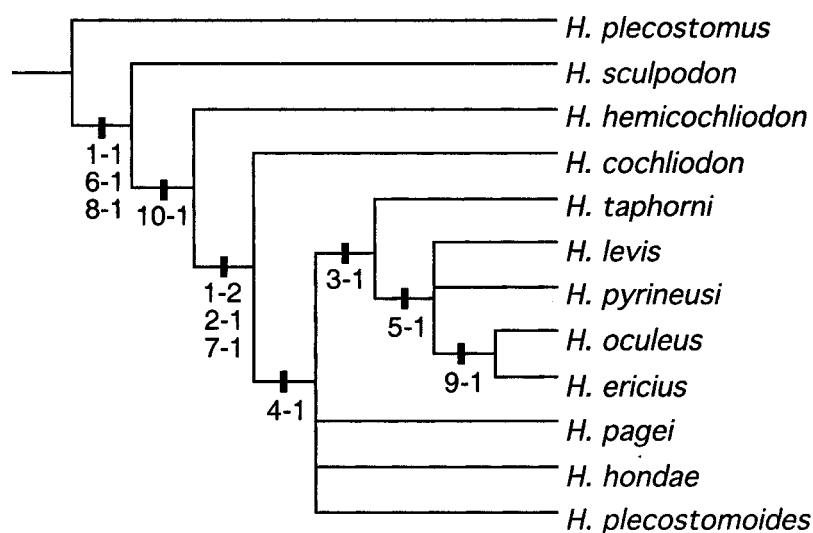 H. plecostomus
H. sculpodon
H. hemicochliodon
1-1
6-1
8-1
10-1
H. cochliodon
H. taphorni
H. levis
3-1
H. pyrineusi
1-2
2-1
7-1
5-1
H. oculeus
9-1
H. ericius
4-1
H. pagei
H. hondae
H. plecostomoides